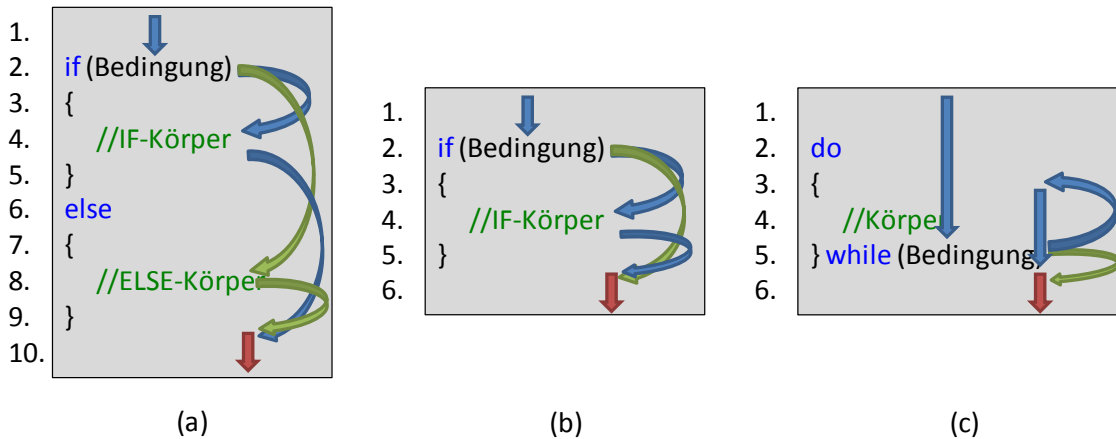 1.
2. if (Bedingung)
3. {
4. //IF-Körper
5. }
6. else
7. {
8. //ELSE-Körper
9. }
10.
(a)
1.
2. if (Bedingung)
3. {
4. //IF-Körper
5. }
6.
(b)
1.
2. do
3. {
4. //Körper
5. } while (Bedingung)
6.
(c)